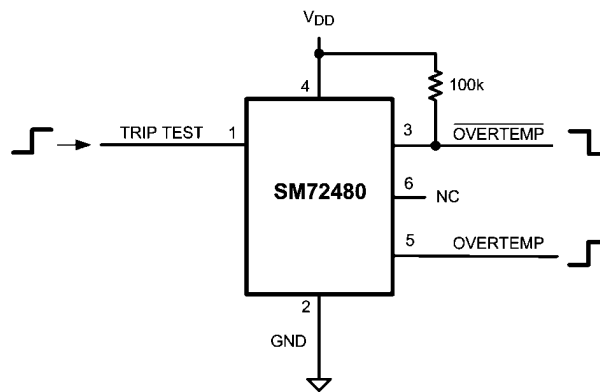 VDD
4
100k
TRIP TEST 1
3 OVERTEMP
SM72480
6 NC
5 OVERTEMP
2
GND